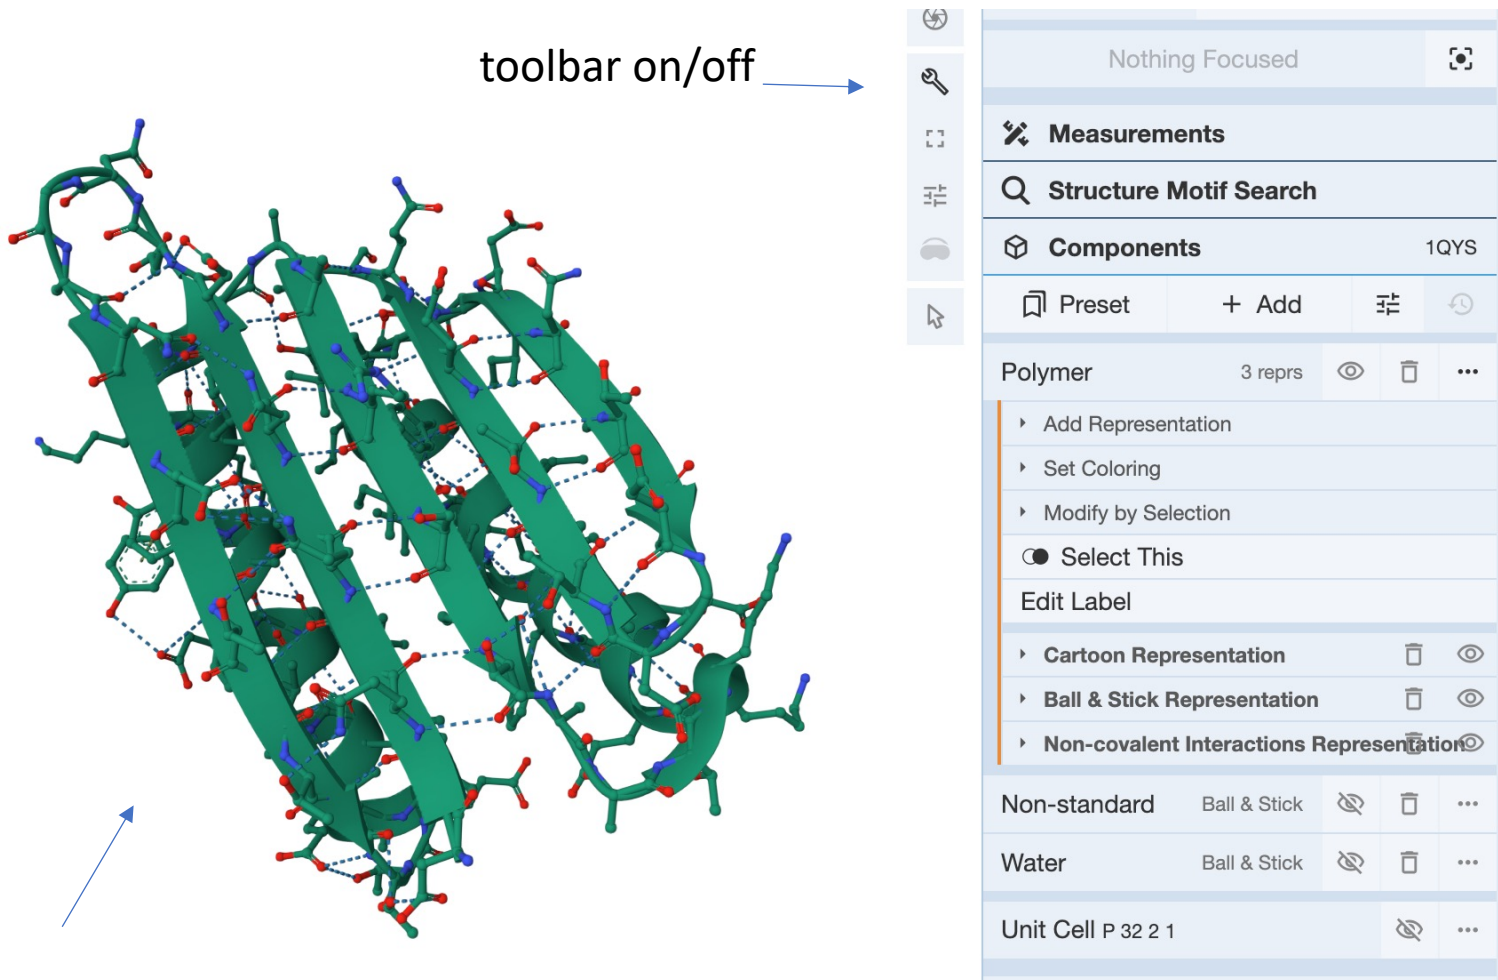 toolbar on/off
Nothing Focused
Measurements
Structure Motif Search
Components 1QYS
Preset + Add
Polymer 3 reprs
Add Representation
Set Coloring
Modify by Selection
Select This
Edit Label
Cartoon Representation
Ball & Stick Representation
Non-covalent Interactions Representation
Non-standard Ball & Stick
Water Ball & Stick
Unit Cell P 32 2 1